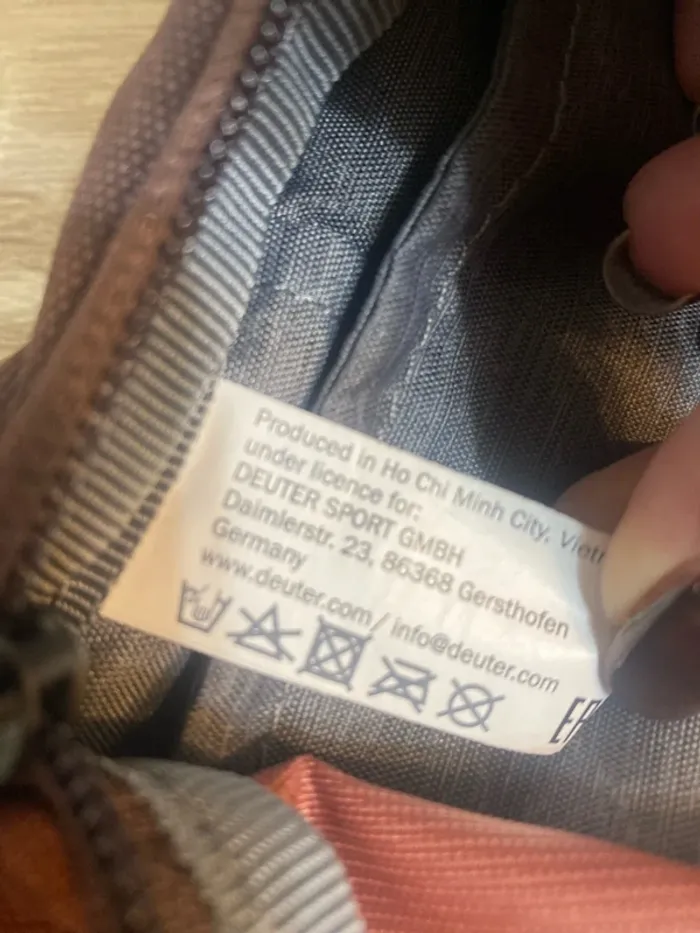 Produced in Ho Chi Minh City,
under licence for:
DEUTER SPORT GMBH
Daimlerstr. 23, 86368 Gersthofen
Germany
www.deuter.com / info@deuter.com